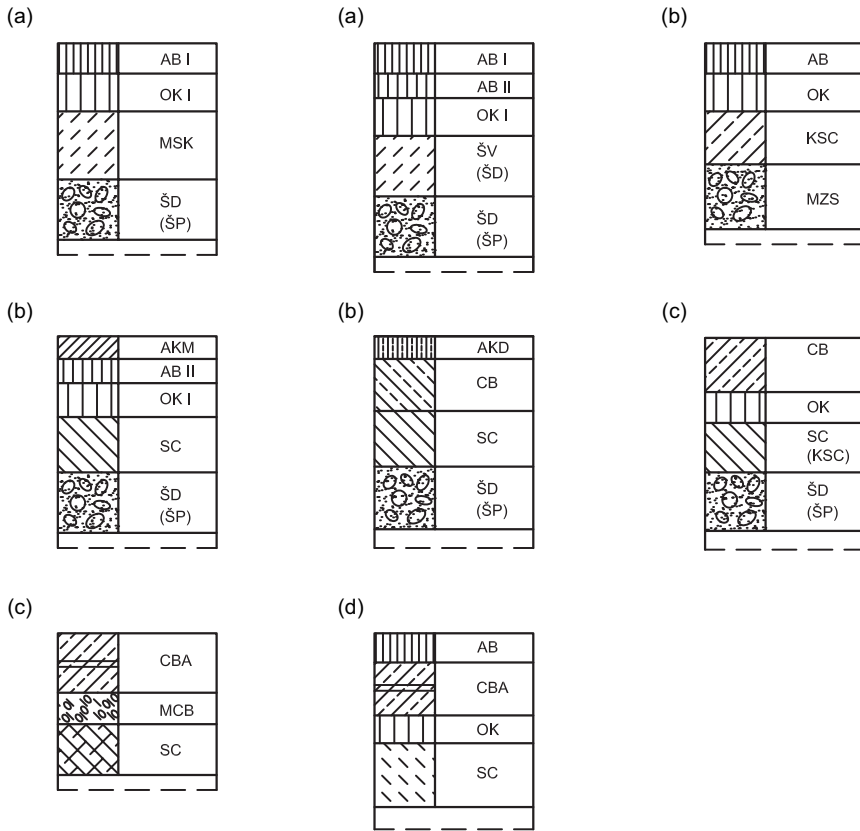 (a)
AB I
OK I
MSK
ŠD
(ŠP)
(a)
AB I
AB II
OK I
ŠV
(ŠD)
ŠD
(ŠP)
(b)
AB
OK
KSC
MZS
(b)
AKM
AB II
OK I
SC
ŠD
(ŠP)
(b)
AKD
CB
SC
ŠD
(ŠP)
(c)
CB
OK
SC
(KSC)
ŠD
(ŠP)
(c)
CBA
MCB
SC
(d)
AB
CBA
OK
SC